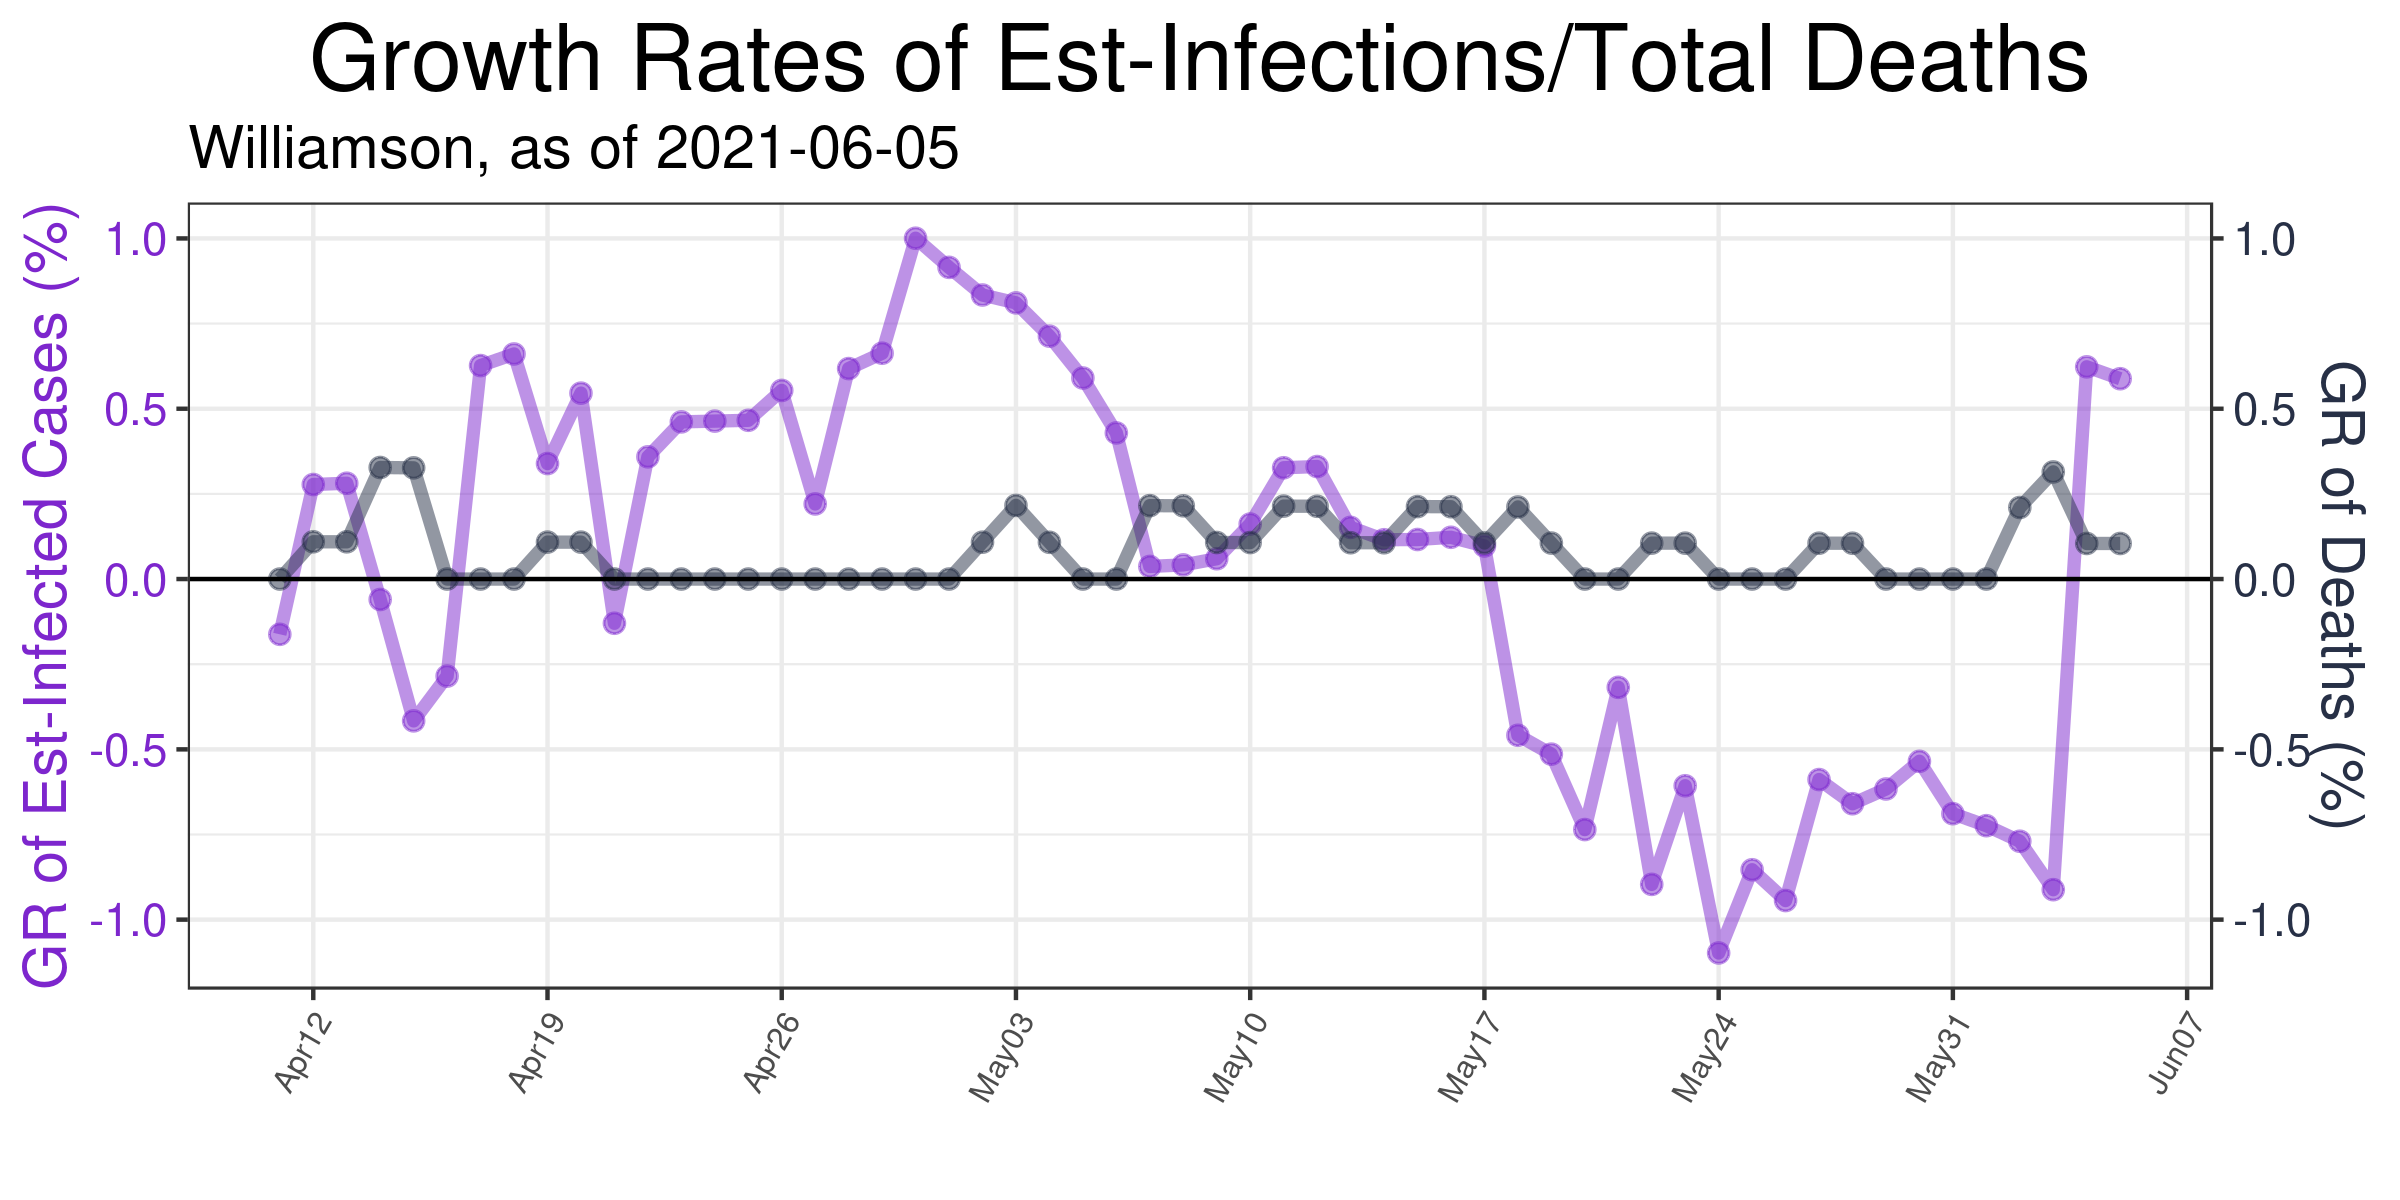 Growth Rates of Est-Infections/Total Deaths
Williamson, as of 2021-06-05
GR of Est-Infected Cases (%)
1.0
0.5
0.0
-0.5
-1.0
1.0
0.5
0.0
-0.5
-1.0
GR of Deaths (%)
Apr12
Apr19
Apr26
May03
May10
May17
May24
May31
Jun07